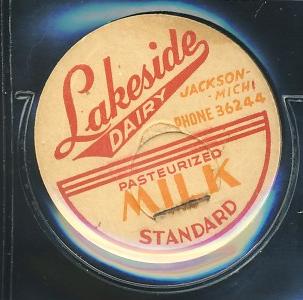 Lakeside
DAIRY
JACKSON-
-MICH
PHONE 36244
PASTEURIZED
MILK
STANDARD